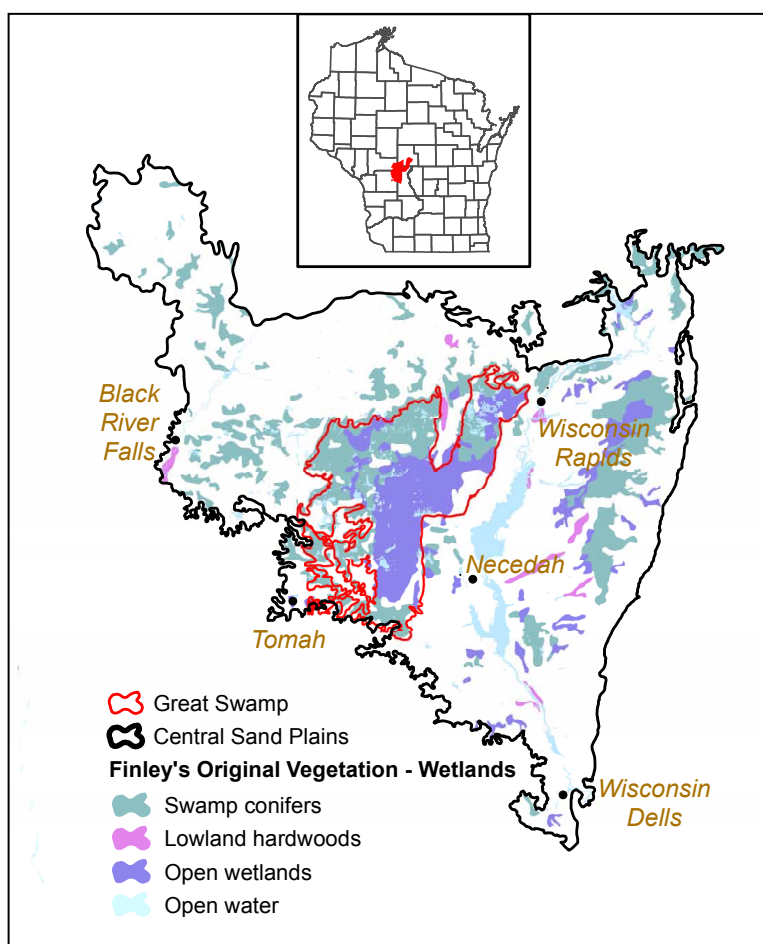 Black
River
Falls
Wisconsin
Rapids
Necedah
Tomah
Great Swamp
Central Sand Plains
Finley's Original Vegetation - Wetlands
Swamp conifers
Lowland hardwoods
Open wetlands
Open water
Wisconsin
Dells